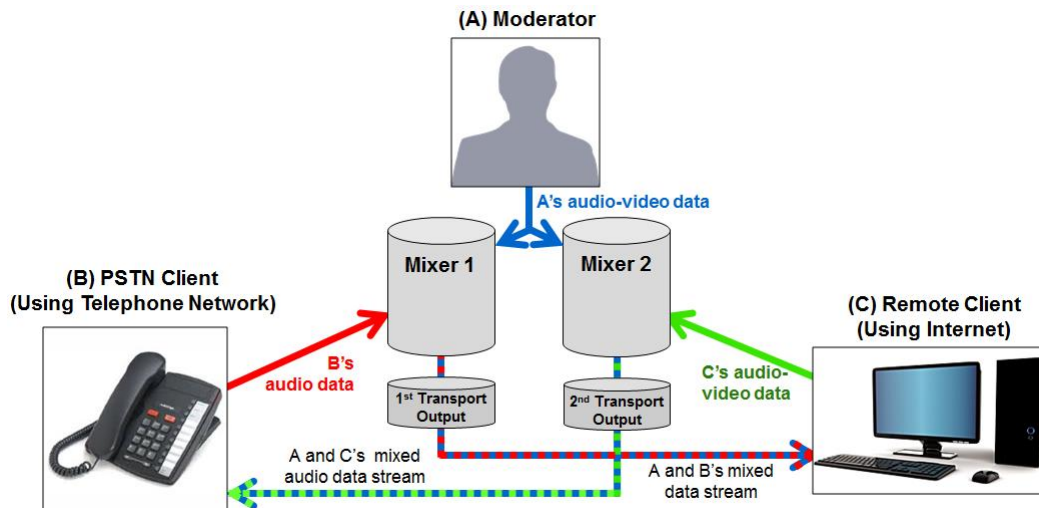 (A) Moderator
A's audio-video data
Mixer 1
Mixer 2
(B) PSTN Client
(Using Telephone Network)
(C) Remote Client
(Using Internet)
B's
audio data
C's audio-
video data
1st Transport
Output
2nd Transport
Output
A and C's mixed
audio data stream
A and B's mixed
data stream